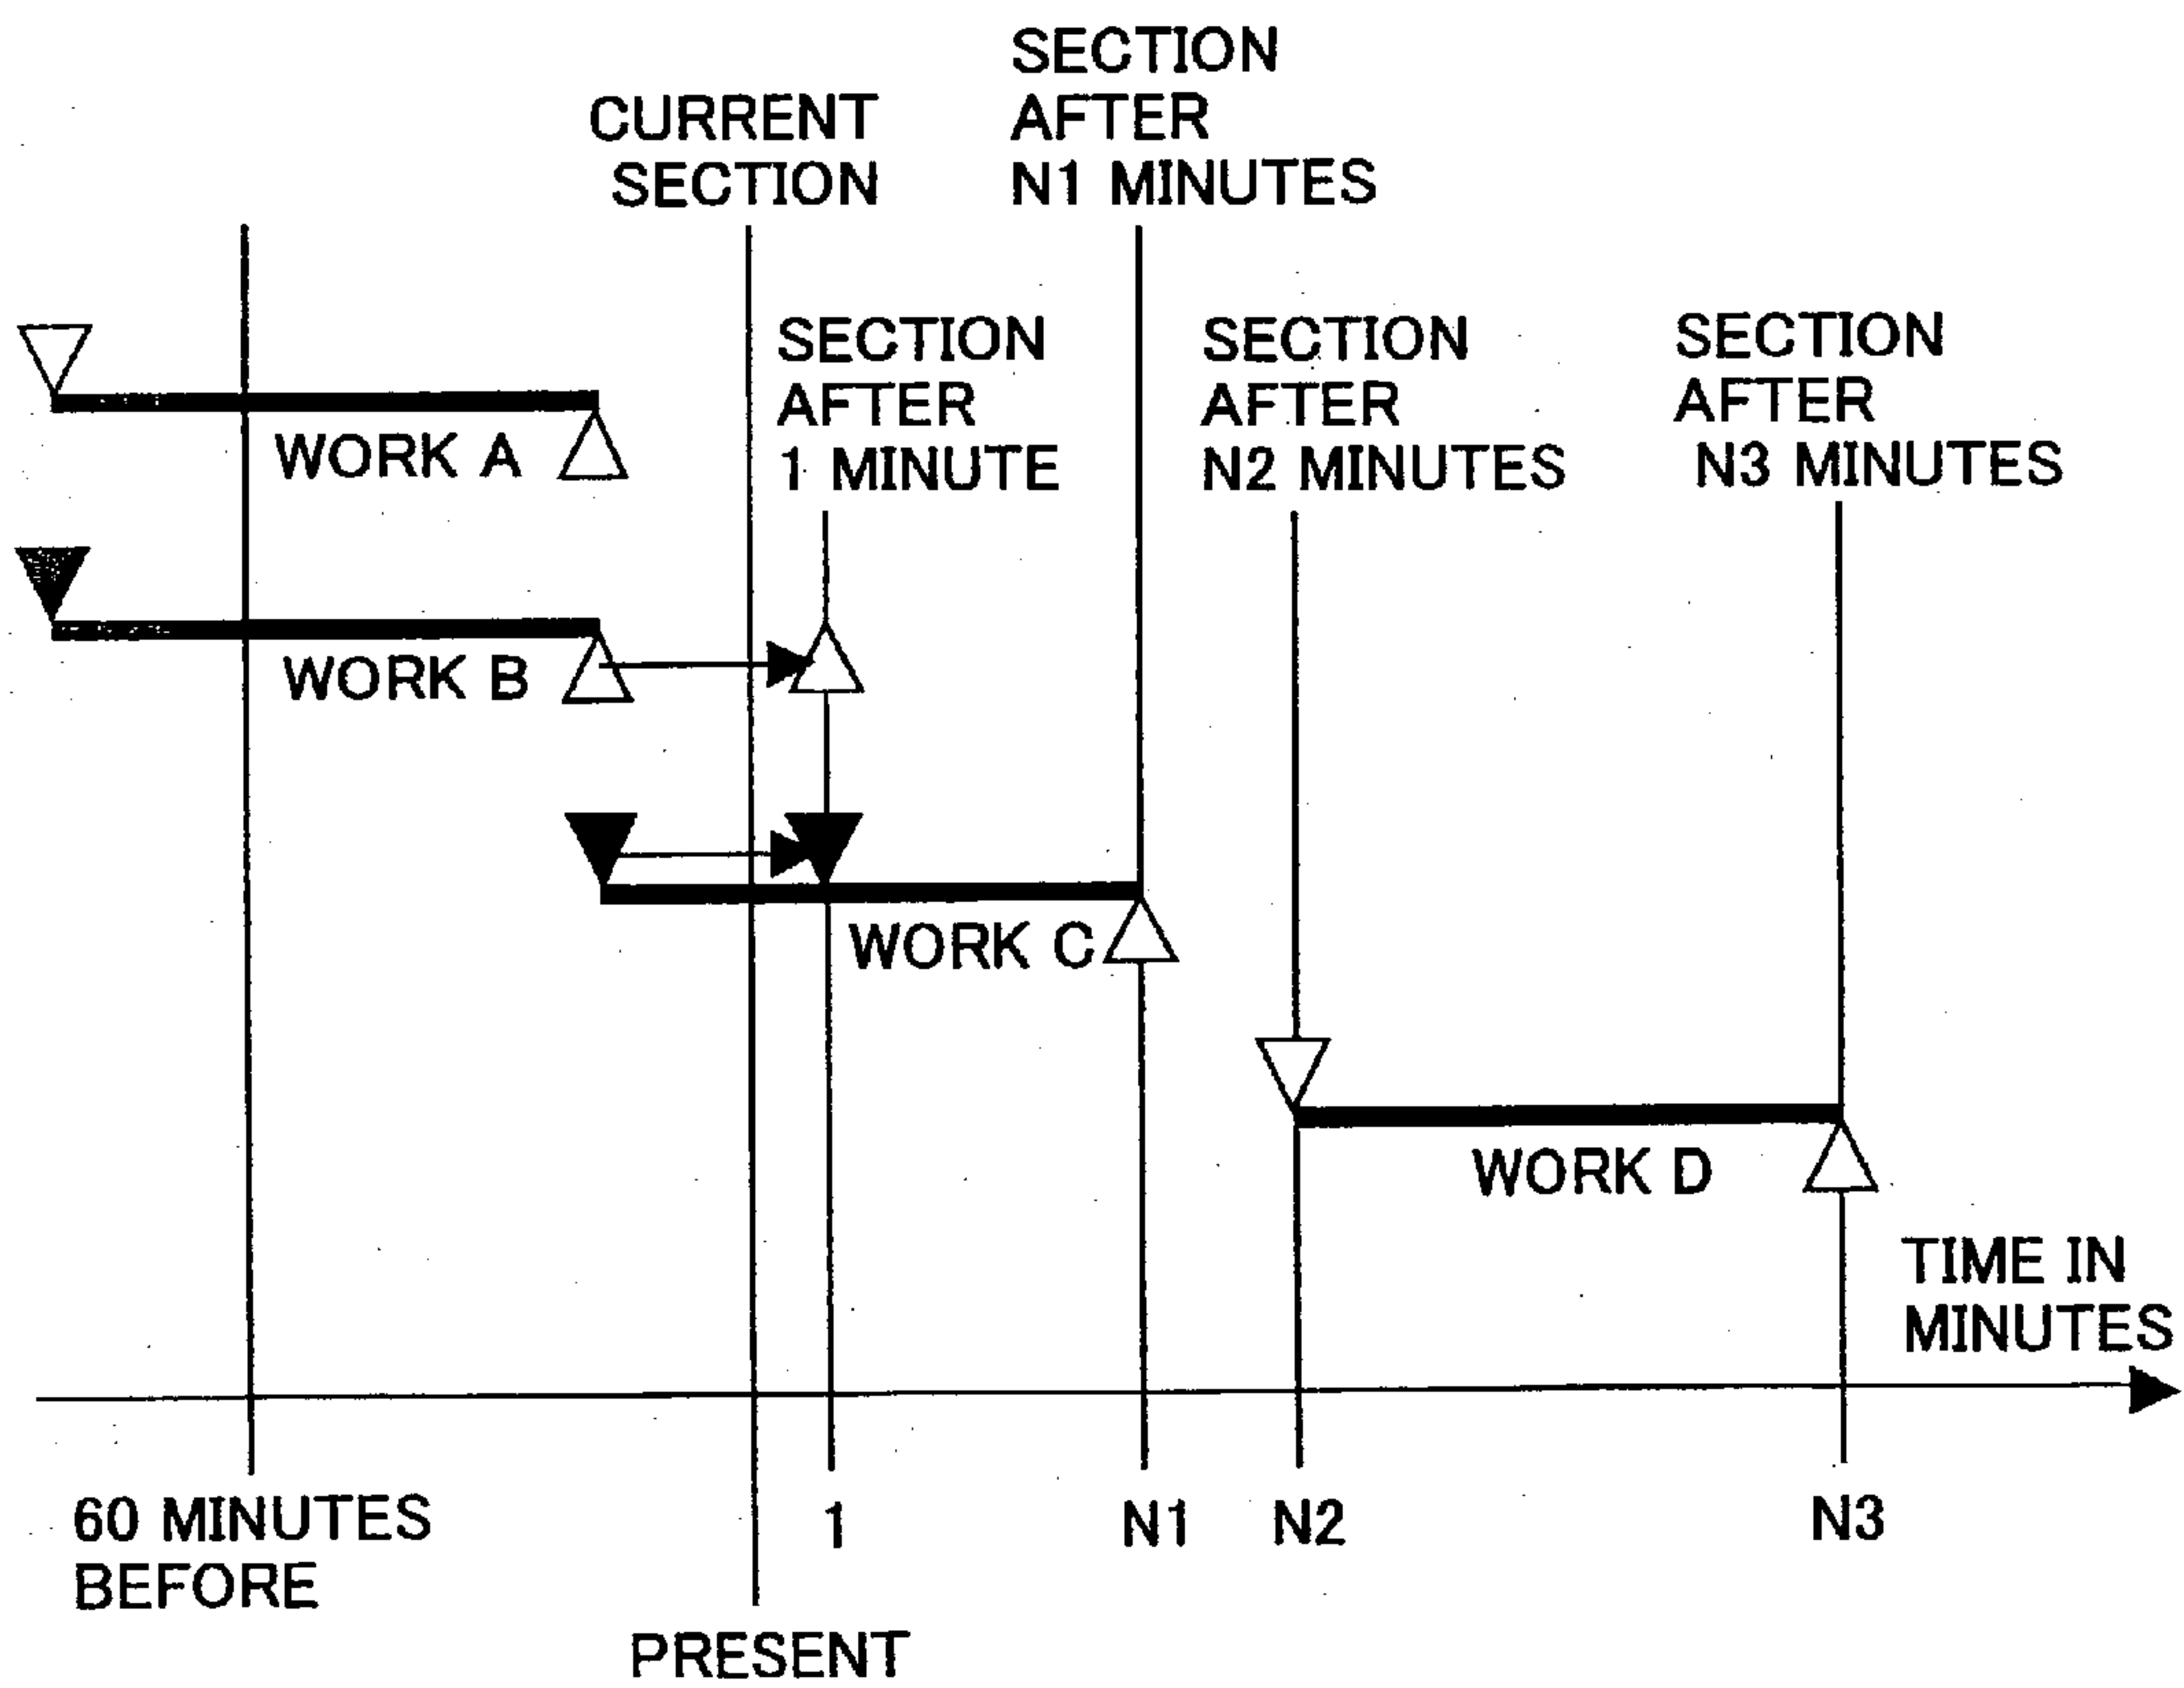 SECTION
AFTER
N1 MINUTES
CURRENT
SECTION
SECTION
AFTER
1 MINUTE
SECTION
AFTER
N2 MINUTES
SECTION
AFTER
N3 MINUTES
WORK A
WORK B
WORK C
WORK D
TIME IN
MINUTES
60 MINUTES
BEFORE
PRESENT
1
N1
N2
N3